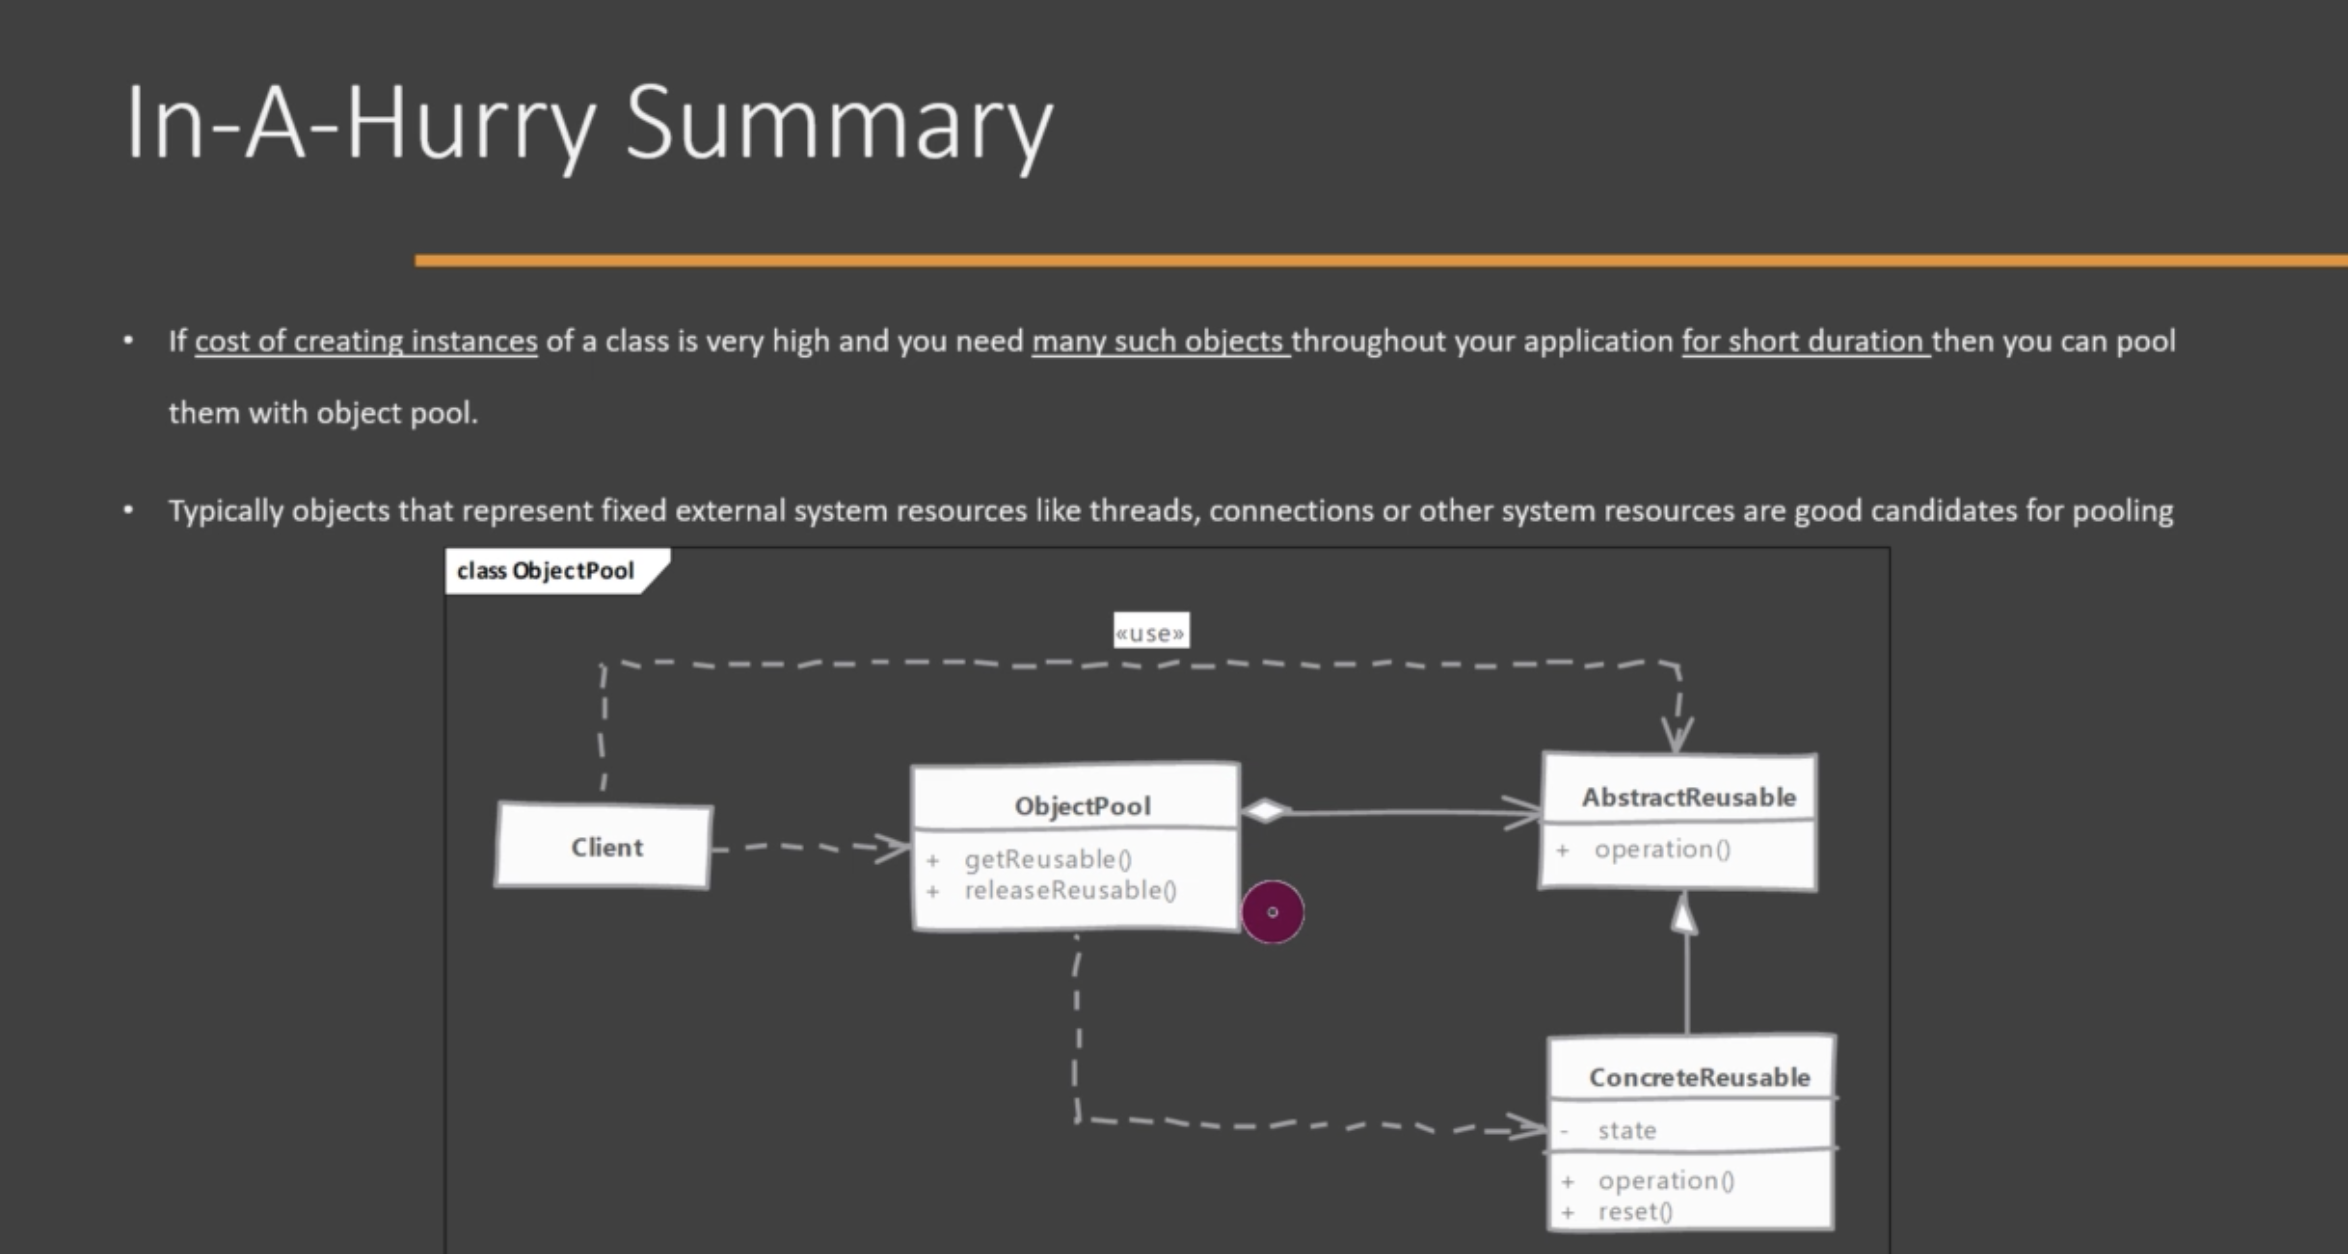 In-A-Hurry Summary
• If cost of creating instances of a class is very high and you need many such objects throughout your application for short duration then you can pool
them with object pool.
• Typically objects that represent fixed external system resources like threads, connections or other system resources are good candidates for pooling
class ObjectPool
«use»
Client
ObjectPool
+ getReusable()
+ releaseReusable()
AbstractReusable
+ operation()
ConcreteReusable
- state
+ operation()
+ reset()